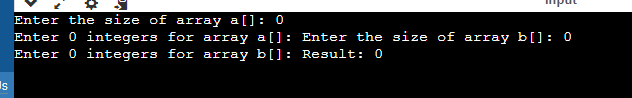 input
Enter the size of array a[]: 0
Enter 0 integers for array a[]: Enter the size of array b[]: 0
Enter 0 integers for array b[]: Result: 0